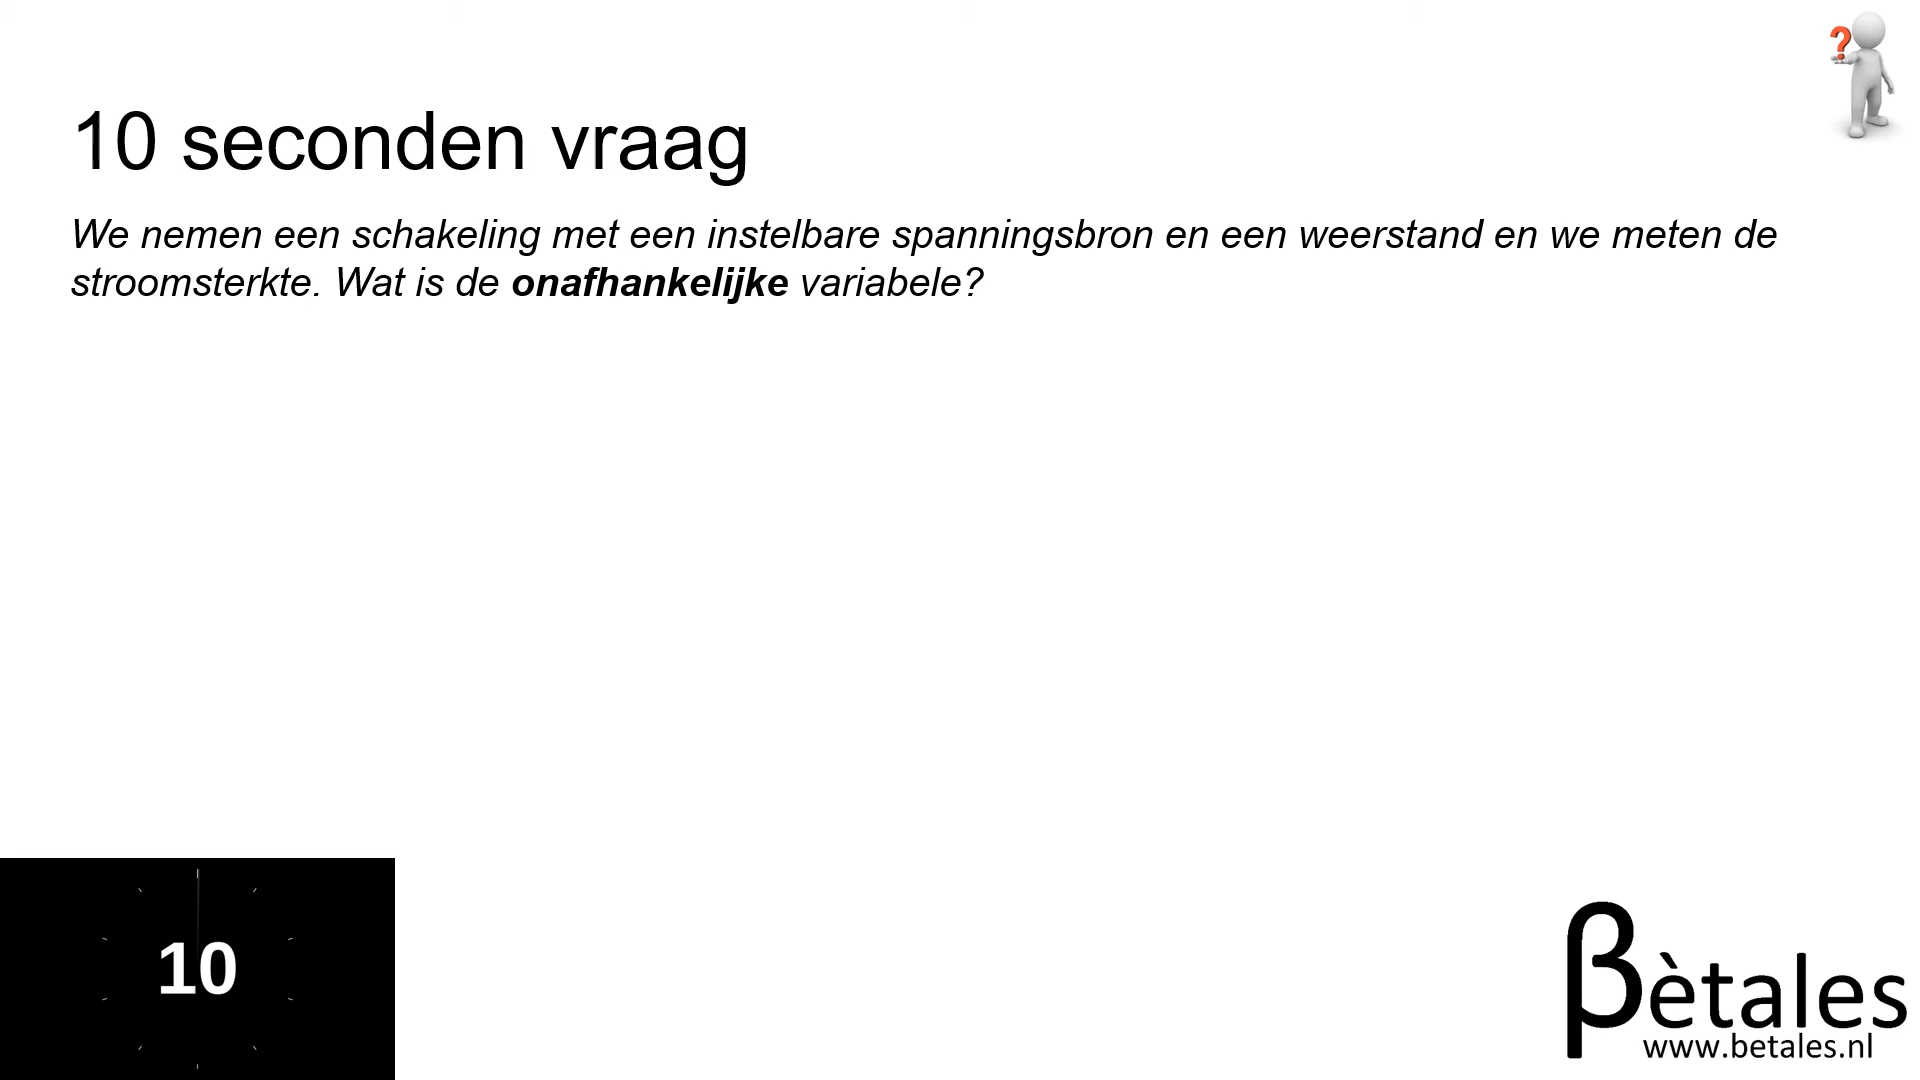 ?
10 seconden vraag
We nemen een schakeling met een instelbare spanningsbron en een weerstand en we meten de
stroomsterkte. Wat is de onafhankelijke variabele?
10
βètales
www.betales.nl